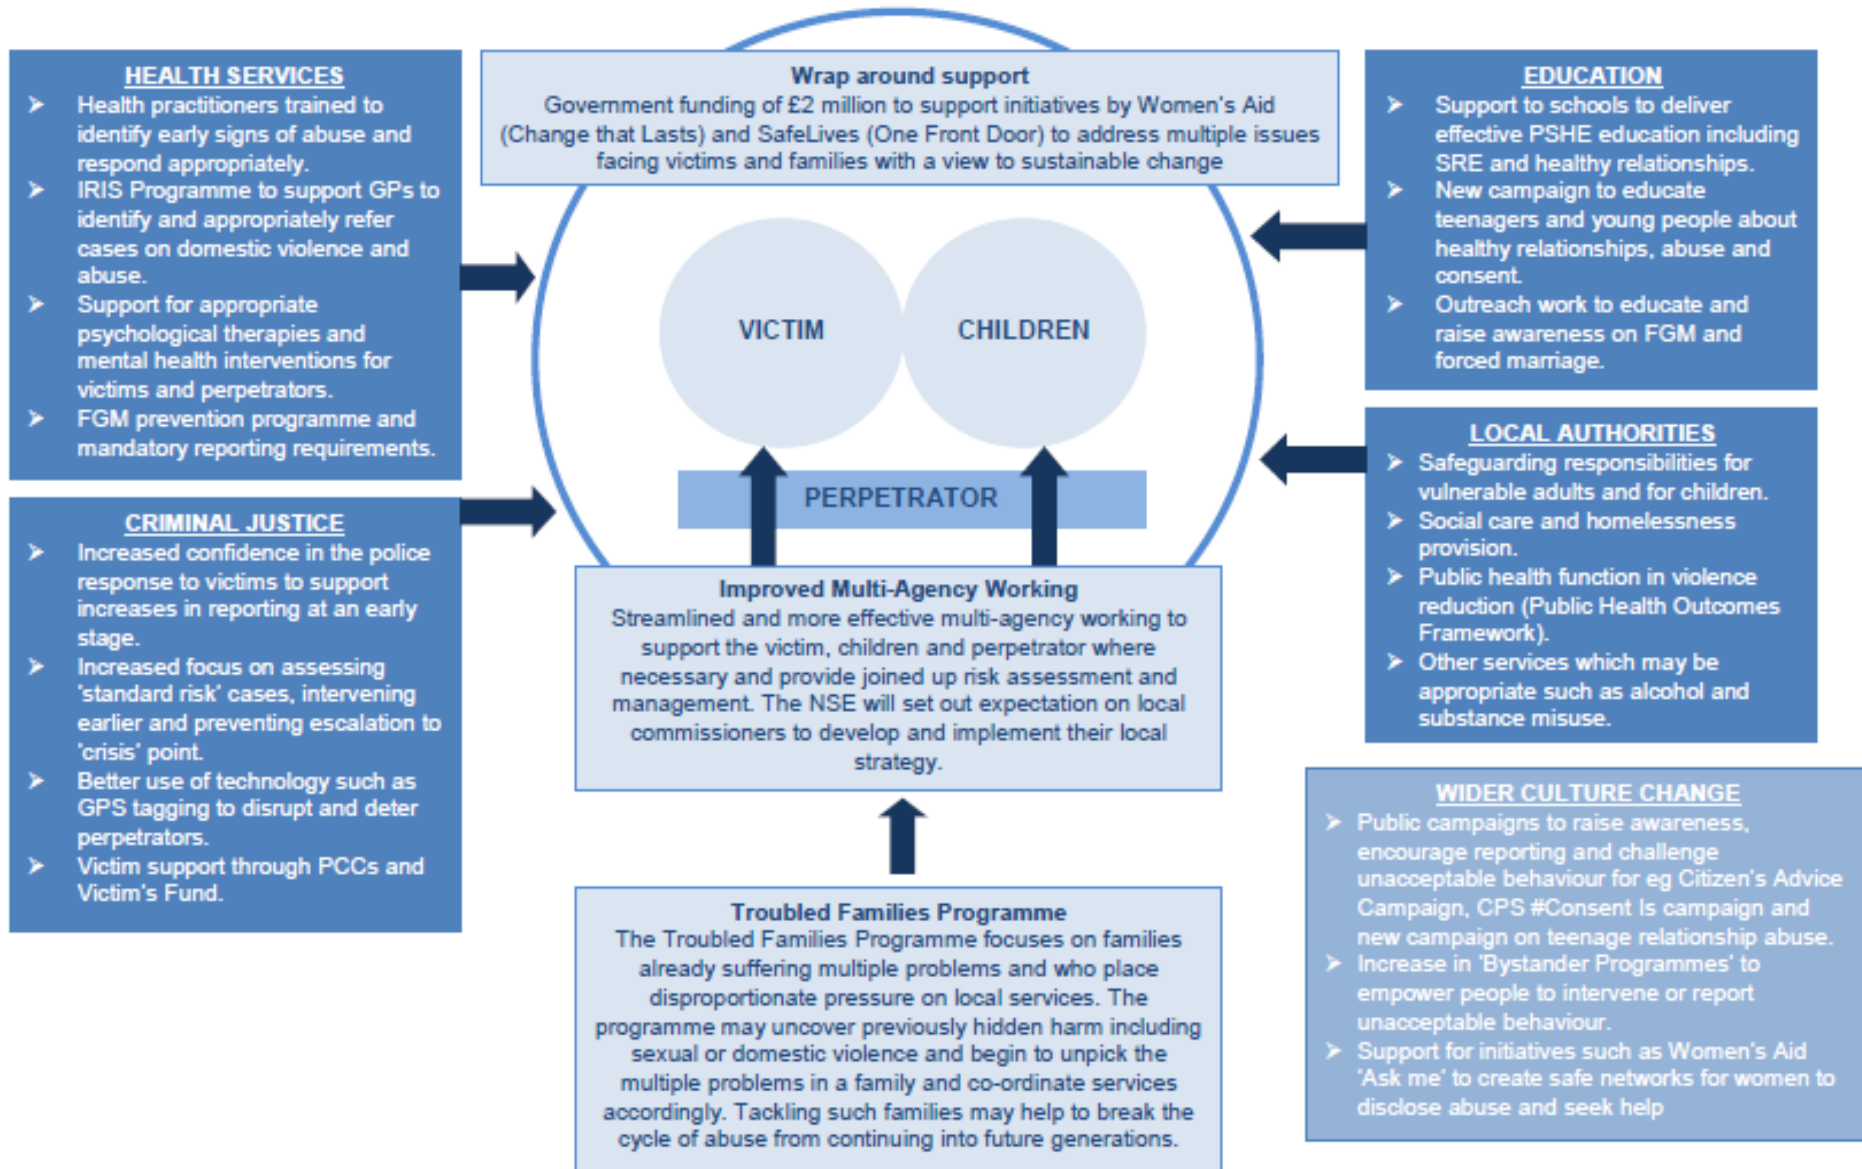 HEALTH SERVICES
➤ Health practitioners trained to
identify early signs of abuse and
respond appropriately.
➤ IRIS Programme to support GPs to
identify and appropriately refer
cases on domestic violence and
abuse.
➤ Support for appropriate
psychological therapies and
mental health interventions for
victims and perpetrators.
➤ FGM prevention programme and
mandatory reporting requirements.
CRIMINAL JUSTICE
➤ Increased confidence in the police
response to victims to support
increases in reporting at an early
stage.
➤ Increased focus on assessing
'standard risk' cases, intervening
earlier and preventing escalation to
'crisis' point.
➤ Better use of technology such as
GPS tagging to disrupt and deter
perpetrators.
➤ Victim support through PCCs and
Victim's Fund.
Wrap around support
Government funding of £2 million to support initiatives by Women's Aid
(Change that Lasts) and SafeLives (One Front Door) to address multiple issues
facing victims and families with a view to sustainable change
VICTIM
CHILDREN
PERPETRATOR
Improved Multi-Agency Working
Streamlined and more effective multi-agency working to
support the victim, children and perpetrator where
necessary and provide joined up risk assessment and
management. The NSE will set out expectation on local
commissioners to develop and implement their local
strategy.
Troubled Families Programme
The Troubled Families Programme focuses on families
already suffering multiple problems and who place
disproportionate pressure on local services. The
programme may uncover previously hidden harm including
sexual or domestic violence and begin to unpick the
multiple problems in a family and co-ordinate services
accordingly. Tackling such families may help to break the
cycle of abuse from continuing into future generations.
EDUCATION
➤ Support to schools to deliver
effective PSHE education including
SRE and healthy relationships.
➤ New campaign to educate
teenagers and young people about
healthy relationships, abuse and
consent.
➤ Outreach work to educate and
raise awareness on FGM and
forced marriage.
LOCAL AUTHORITIES
➤ Safeguarding responsibilities for
vulnerable adults and for children.
➤ Social care and homelessness
provision.
➤ Public health function in violence
reduction (Public Health Outcomes
Framework).
➤ Other services which may be
appropriate such as alcohol and
substance misuse.
WIDER CULTURE CHANGE
➤ Public campaigns to raise awareness,
encourage reporting and challenge
unacceptable behaviour for eg Citizen's Advice
Campaign, CPS #Consent Is campaign and
new campaign on teenage relationship abuse.
➤ Increase in 'Bystander Programmes' to
empower people to intervene or report
unacceptable behaviour.
➤ Support for initiatives such as Women's Aid
'Ask me' to create safe networks for women to
disclose abuse and seek help